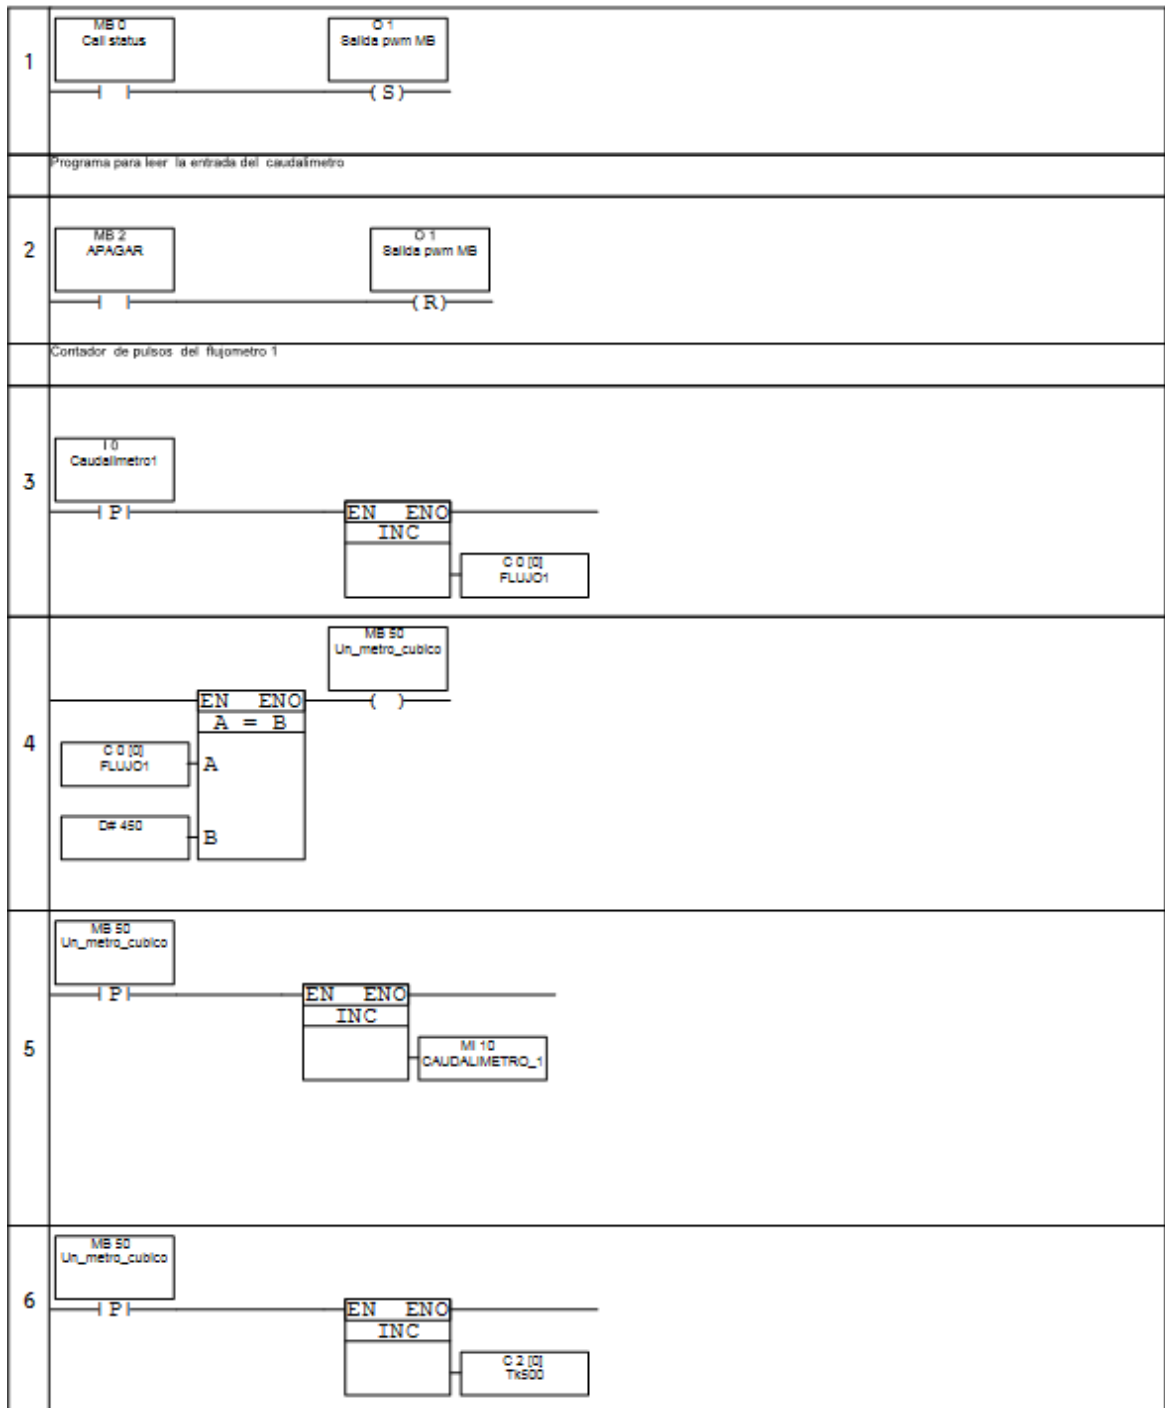 1
MB 0
Call status
O 1
Salida pwm MB
( S )
Programa para leer la entrada del caudalimetro
2
MB 2
APAGAR
O 1
Salida pwm MB
( R )
Contador de pulsos del flujometro 1
3
I 0
Caudalimetro1
P
EN ENO
INC
C 0 [0]
FLUJO1
4
MB 50
Un_metro_cubico
EN ENO
( )
A = B
C 0 [0]
FLUJO1
A
D# 450
B
5
MB 50
Un_metro_cubico
P
EN ENO
INC
MI 10
CAUDALIMETRO_1
6
MB 50
Un_metro_cubico
P
EN ENO
INC
C 2 [0]
Tk500